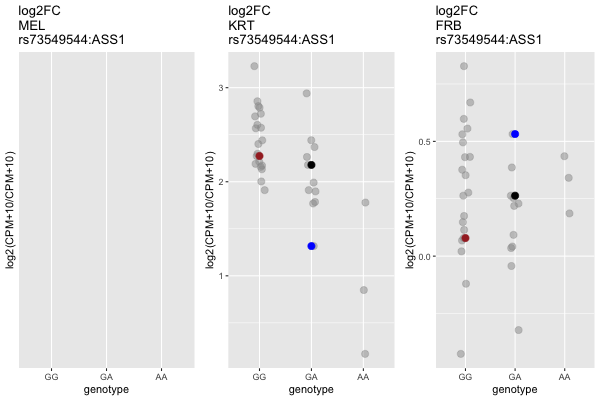 log2FC
MEL
rs73549544:ASS1
log2(CPM+10/CPM+10)
GG GA AA
genotype
log2FC
KRT
rs73549544:ASS1
log2(CPM+10/CPM+10)
3
2
1
GG GA AA
genotype
log2FC
FRB
rs73549544:ASS1
log2(CPM+10/CPM+10)
0.5
0.0
GG GA AA
genotype